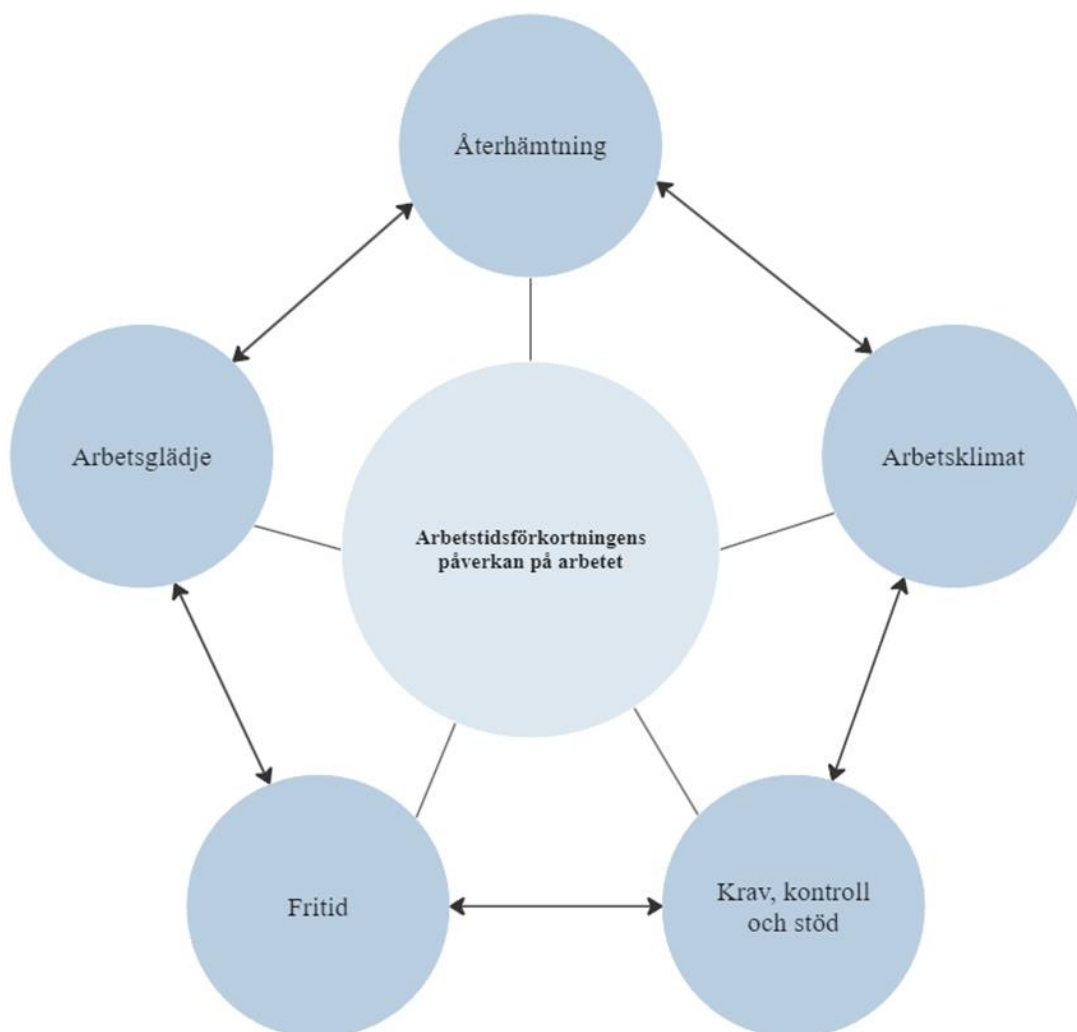 Återhämtning
Arbetsglädje
Arbetsklimat
Arbetstidsförkortningens
påverkan på arbetet
Fritid
Krav, kontroll
och stöd